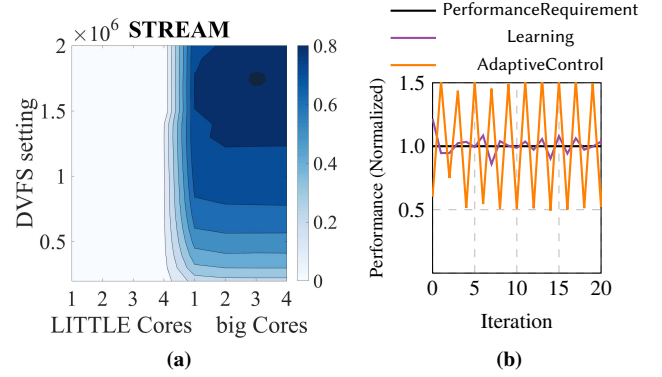 × 10⁶ STREAM
2
1.5
1
0.5
DVFS setting
0.8
0.6
0.4
0.2
0
1 2 3 4 1 2 3 4
LITTLE Cores big Cores
(a)
PerformanceRequirement
Learning
AdaptiveControl
Performance (Normalized)
1.5
1.0
0.5
0 5 10 15 20
Iteration
(b)